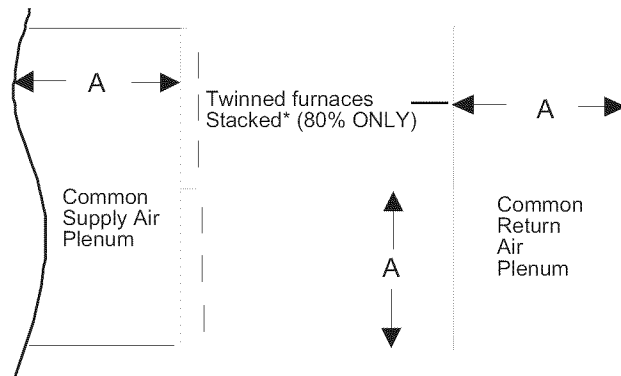 A
Twinned furnaces
Stacked* (80% ONLY)
A
Common
Supply Air
Plenum
A
Common
Return
Air
Plenum